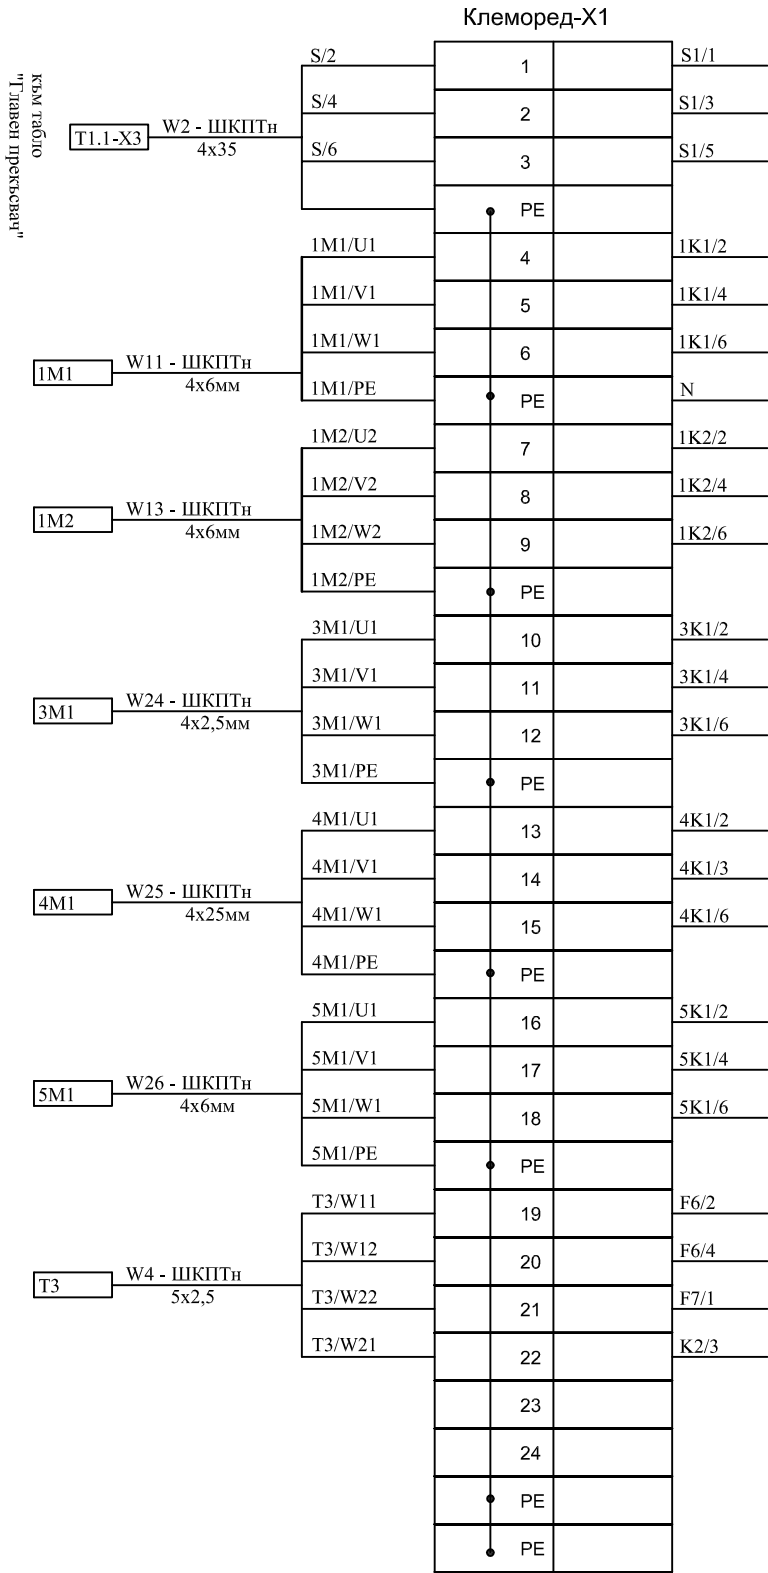 Клеморед-X1
към табло
"Главен прекъсвач"
T1.1-X3
W2 - ШКПТн
4x35
S/2
1
S1/1
S/4
2
S1/3
S/6
3
S1/5
PE
1M1
W11 - ШКПТн
4x6мм
1M1/U1
4
1K1/2
1M1/V1
5
1K1/4
1M1/W1
6
1K1/6
1M1/PE
PE
N
1M2
W13 - ШКПТн
4x6мм
1M2/U2
7
1K2/2
1M2/V2
8
1K2/4
1M2/W2
9
1K2/6
1M2/PE
PE
3M1
W24 - ШКПТн
4x2,5мм
3M1/U1
10
3K1/2
3M1/V1
11
3K1/4
3M1/W1
12
3K1/6
3M1/PE
PE
4M1
W25 - ШКПТн
4x25мм
4M1/U1
13
4K1/2
4M1/V1
14
4K1/3
4M1/W1
15
4K1/6
4M1/PE
PE
5M1
W26 - ШКПТн
4x6мм
5M1/U1
16
5K1/2
5M1/V1
17
5K1/4
5M1/W1
18
5K1/6
5M1/PE
PE
T3
W4 - ШКПТн
5x2,5
T3/W11
19
F6/2
T3/W12
20
F6/4
T3/W22
21
F7/1
T3/W21
22
K2/3
23
24
PE
PE